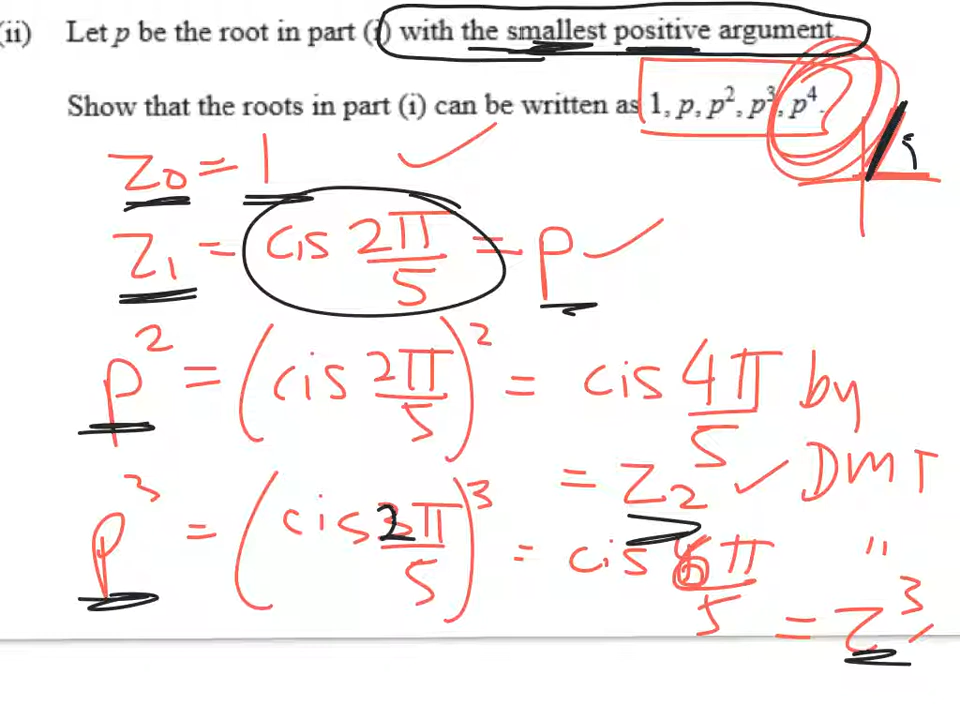 (ii) Let p be the root in part (i) with the smallest positive argument.
Show that the roots in part (i) can be written as 1, p, p², p³, p⁴.
z₀ = 1 ✓
z₁ = cis 2π/5 = p ✓
p² = (cis 2π/5)² = cis 4π/5 by
= z₂ ✓ DMT
p³ = (cis 2π/5)³ = cis 6π/5 "
= z₃